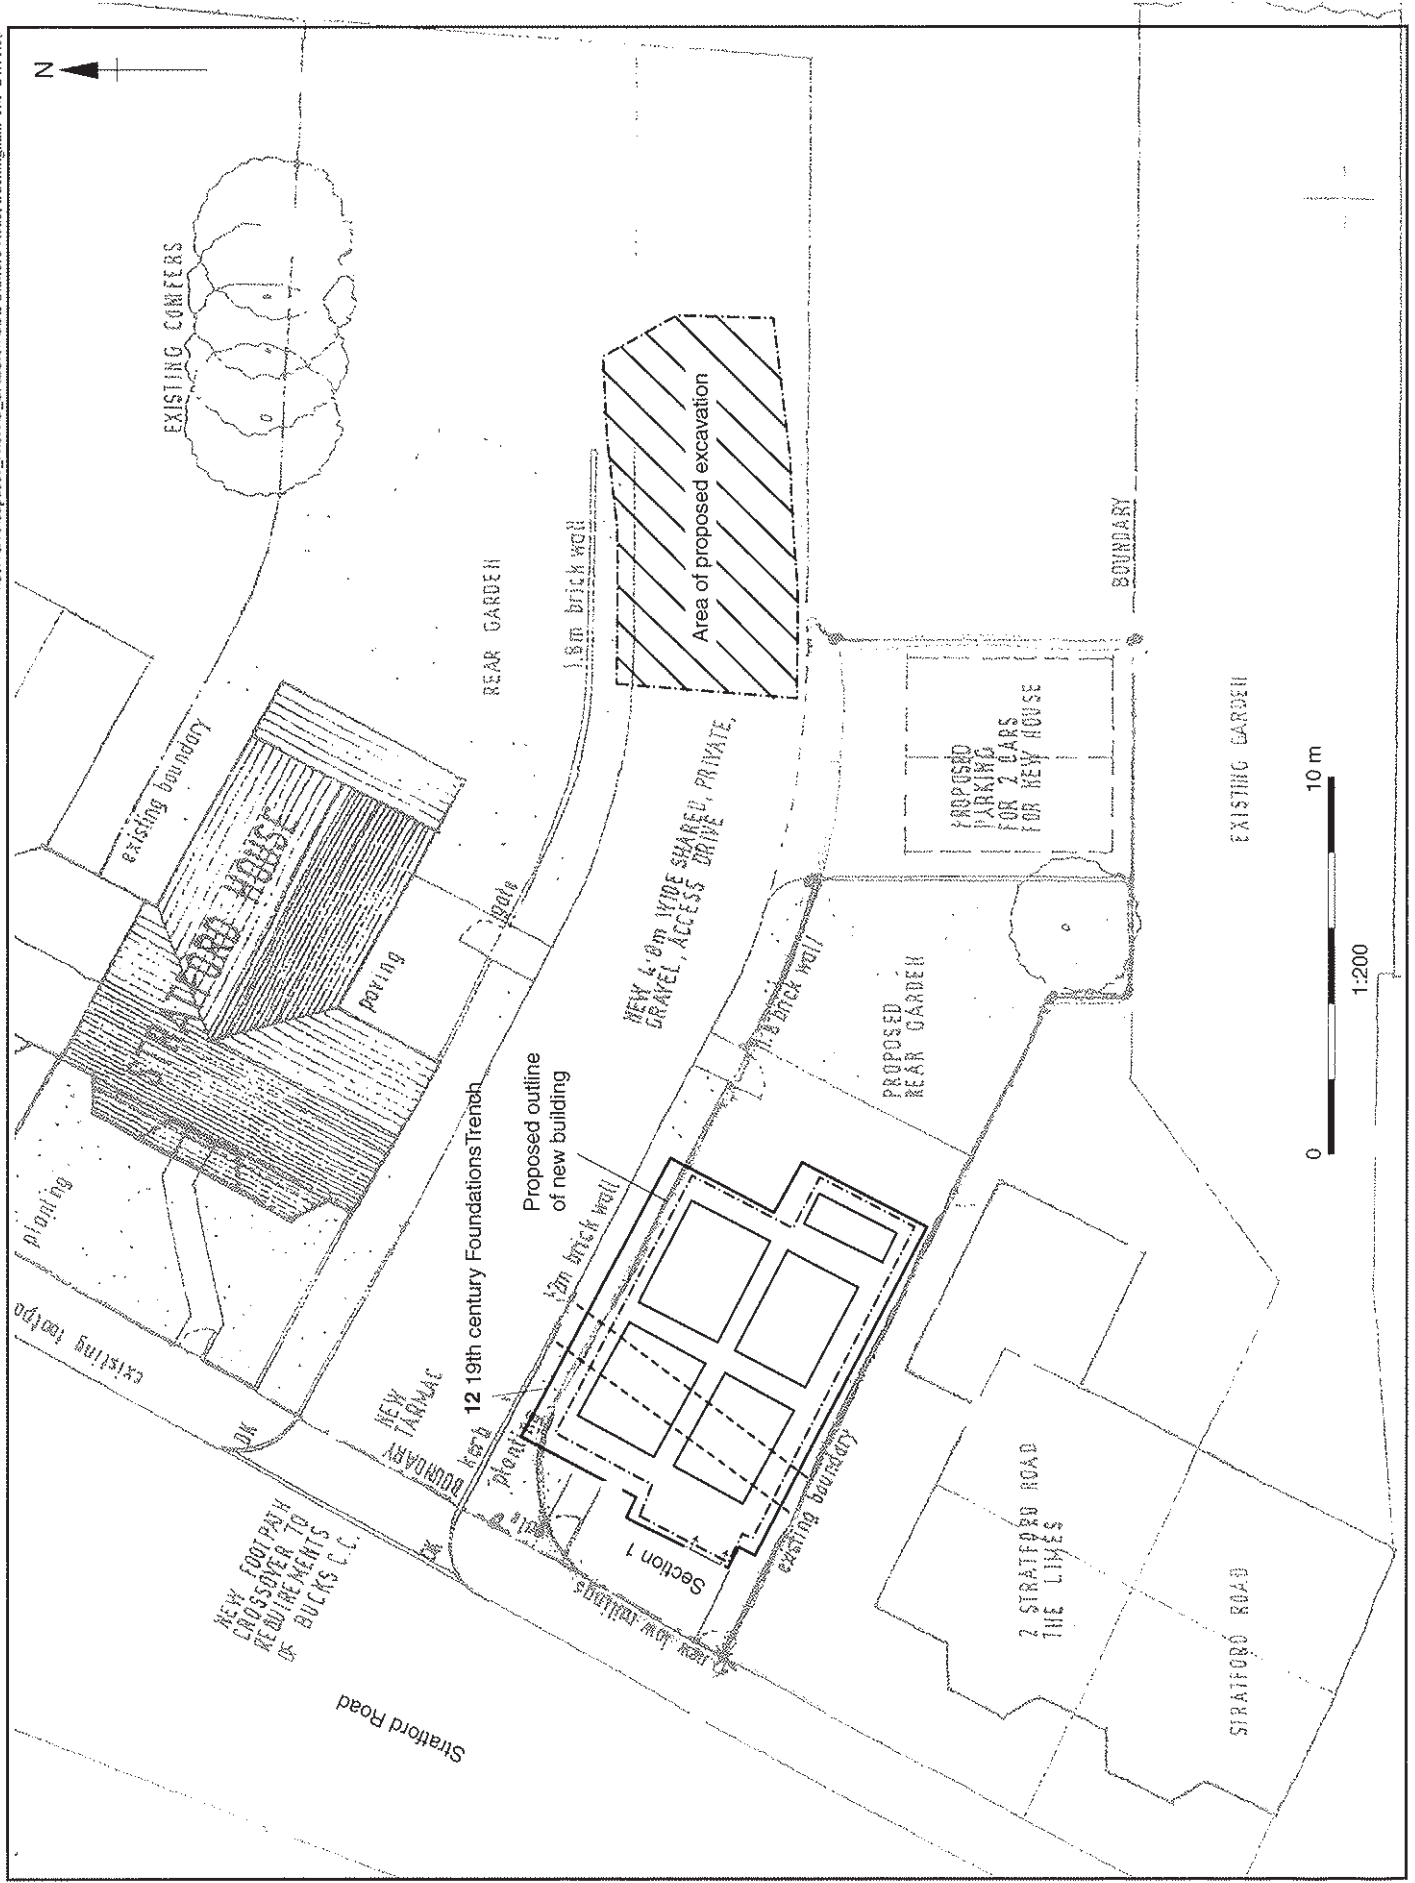 N
EXISTING CONIFERS
existing boundary
STRATFORD HOUSE
REAR GARDEN
1.8m brick wall
Area of proposed excavation
planting
paving
gate
existing footpa
NEW 4.8m WIDE SHARED, PRIVATE,
GRAVEL, ACCESS DRIVE
BOUNDARY
DK
NEW
TARMAC
BOUNDARY
kerb
planting
12 19th century FoundationsTrench
Proposed outline
of new building
1.2m brick wall
1.8 brick wall
PROPOSED
REAR GARDEN
PROPOSED
PARKING
FOR 2 CARS
FOR NEW HOUSE
EXISTING GARDEN
NEW FOOTPATH
CROSSOVER TO
REQUIREMENTS
OF BUCKS C.C.
DK
Section 1
existing boundary
new low railings
Stratford Road
2 STRATFORD ROAD
THE LIMES
STRATFORD ROAD
0
10 m
1:200